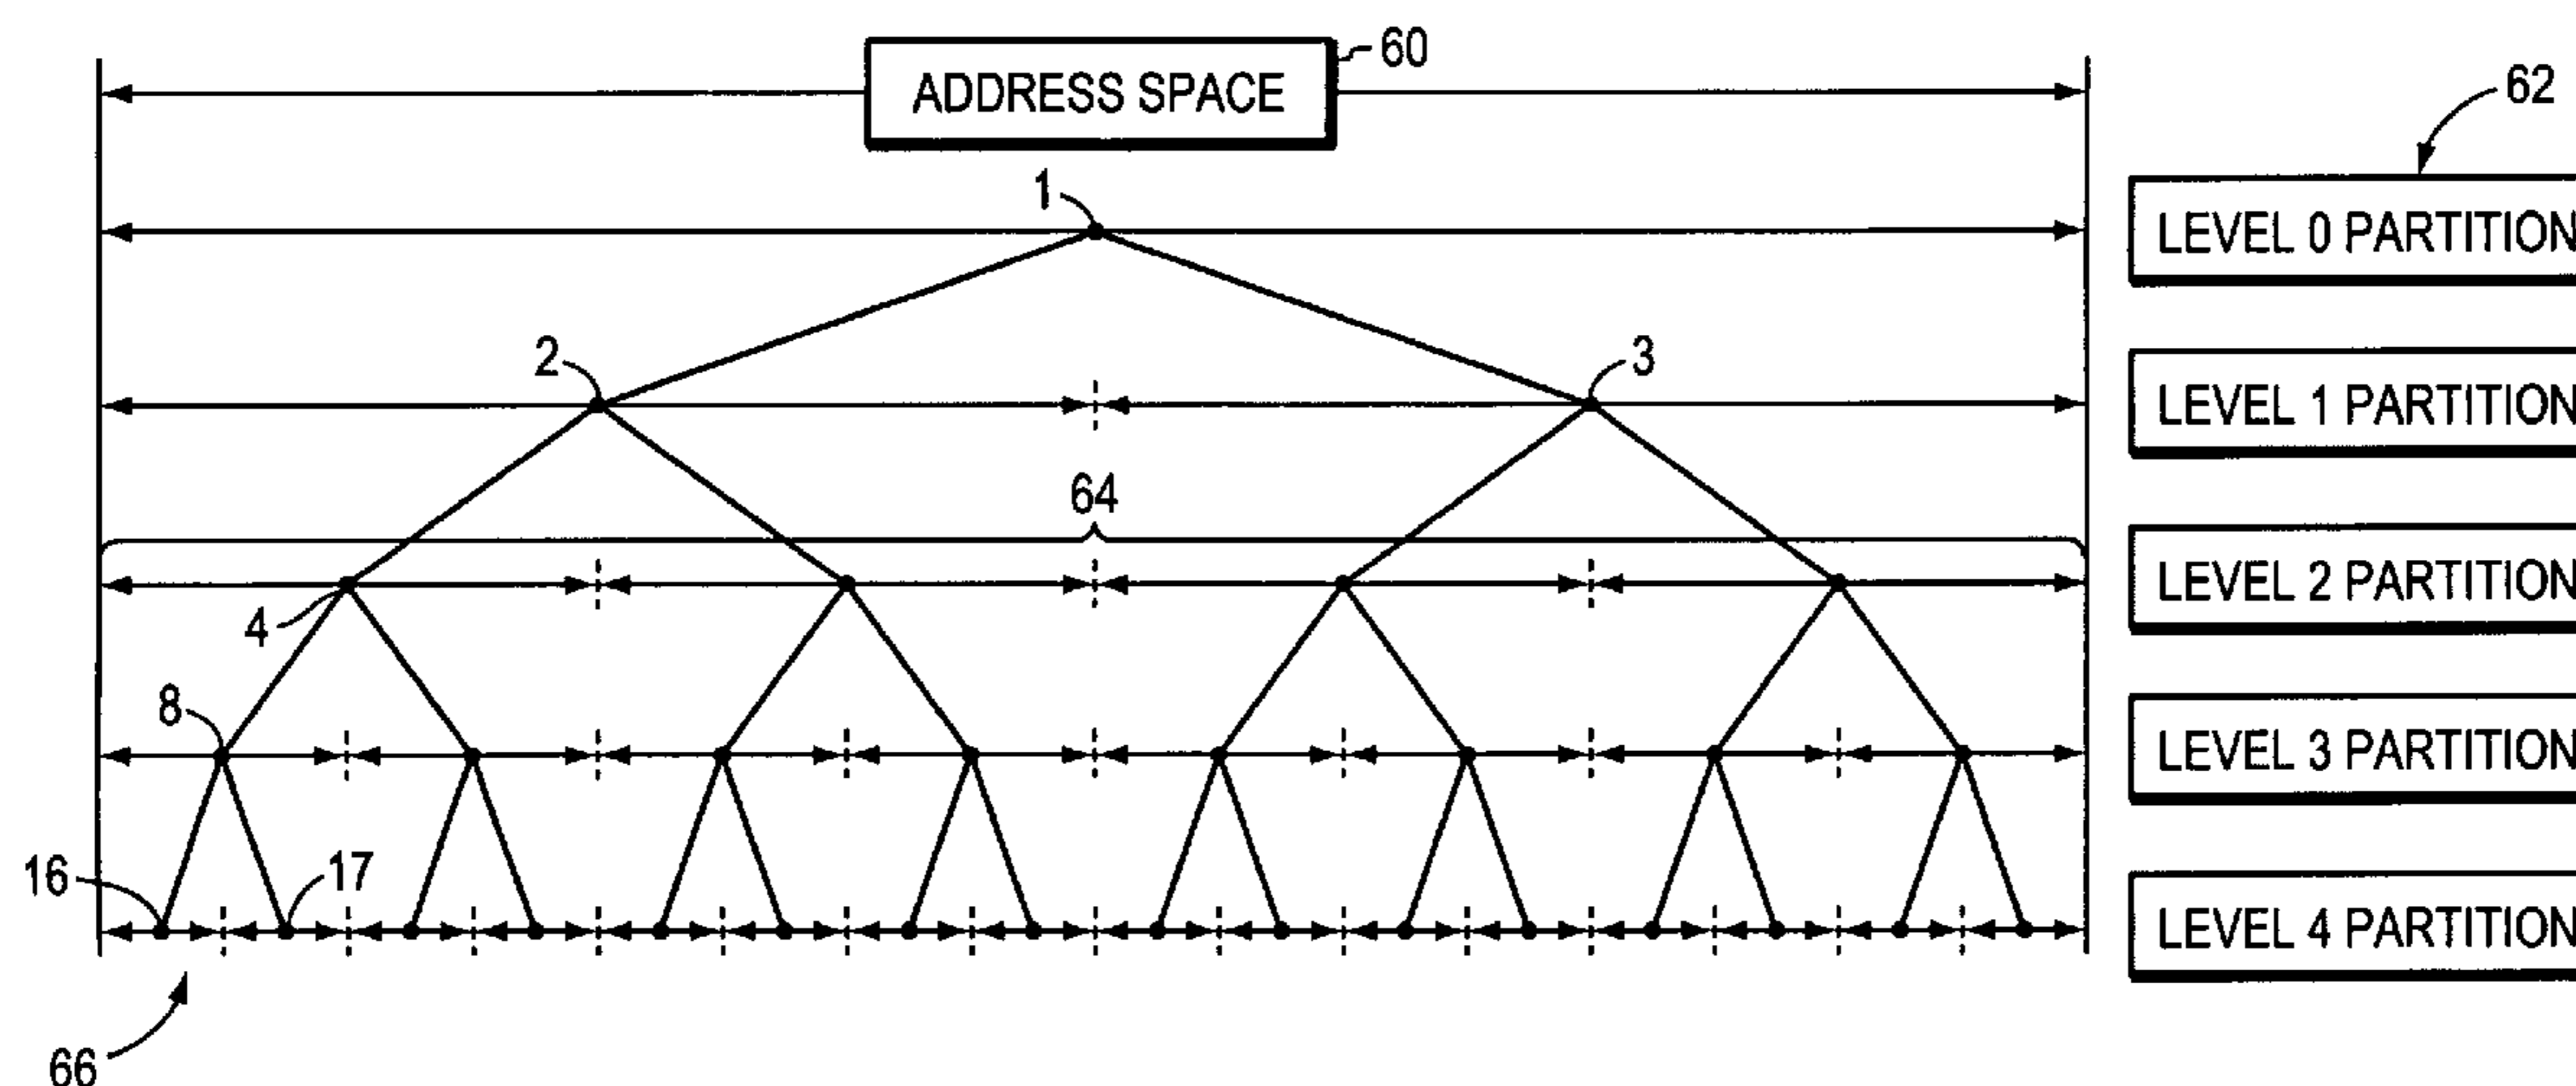 ADDRESS SPACE
60
62
1
LEVEL 0 PARTITION
2
3
LEVEL 1 PARTITION
64
4
LEVEL 2 PARTITION
8
LEVEL 3 PARTITION
16
17
LEVEL 4 PARTITION
66